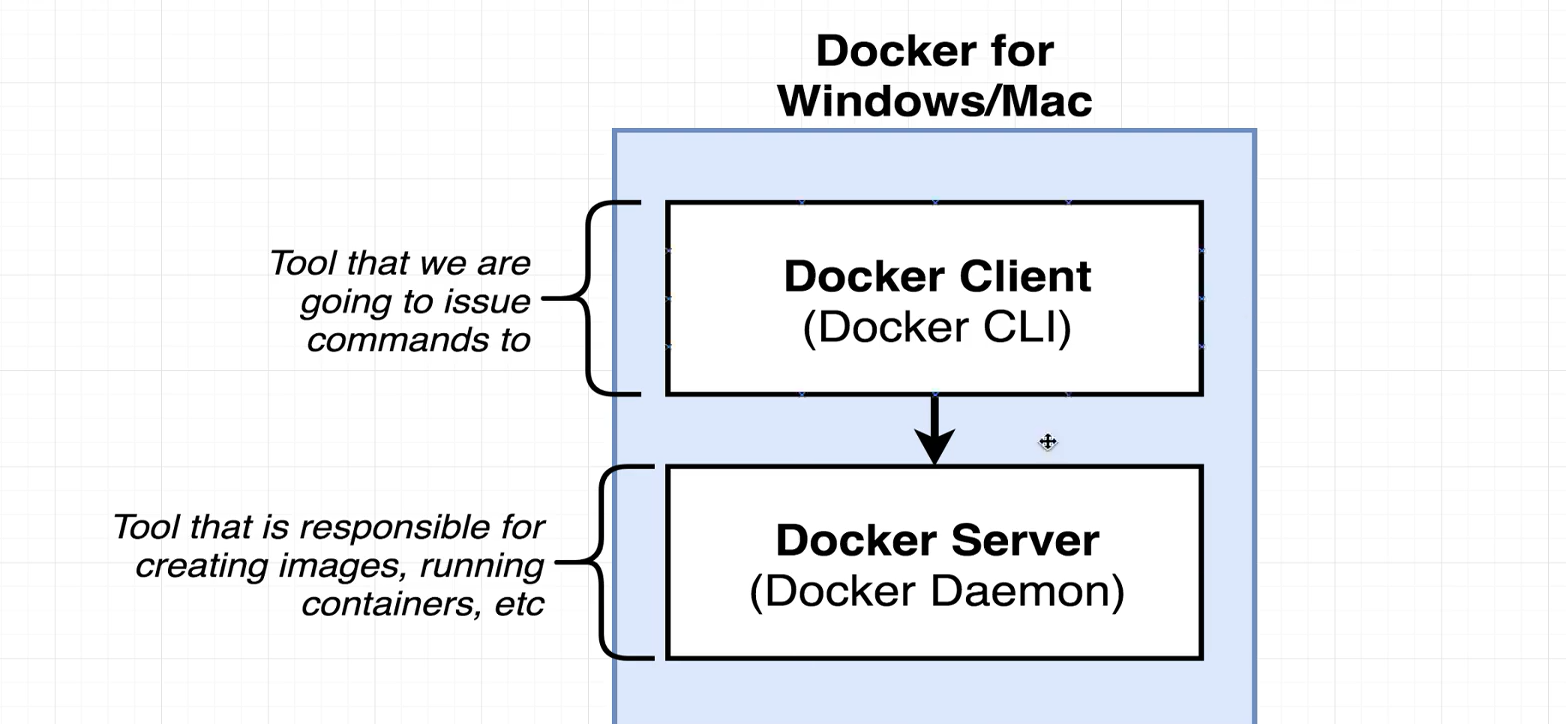 Docker for
Windows/Mac
Tool that we are
going to issue
commands to
Docker Client
(Docker CLI)
Tool that is responsible for
creating images, running
containers, etc
Docker Server
(Docker Daemon)